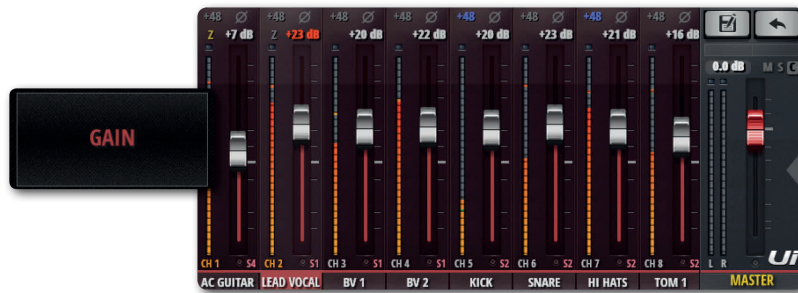 +48 Ø +48 Ø +48 Ø +48 Ø +48 Ø +48 Ø +48 Ø +48 Ø
Z +7 dB Z +23 dB +20 dB +22 dB +20 dB +23 dB +21 dB +16 dB
0.0 dB M S C
GAIN
CH 1 S4 CH 2 S1 CH 3 S1 CH 4 S1 CH 5 S2 CH 6 S2 CH 7 S2 CH 8 S2
L R Ui
AC GUITAR LEAD VOCAL BV 1 BV 2 KICK SNARE HI HATS TOM 1 MASTER